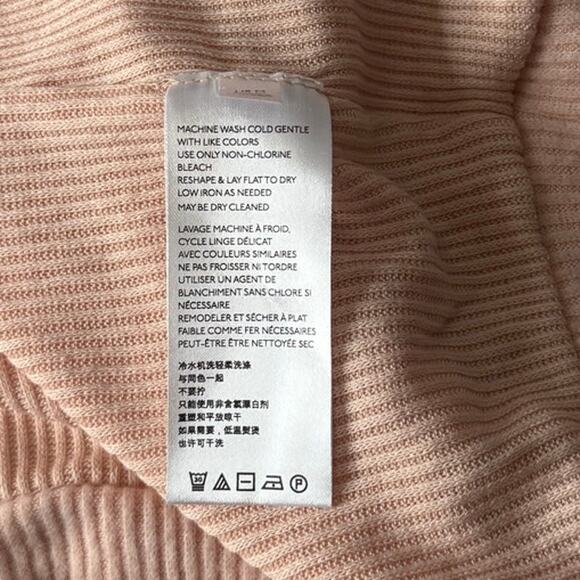 MACHINE WASH COLD GENTLE
WITH LIKE COLORS
USE ONLY NON-CHLORINE
BLEACH
RESHAPE & LAY FLAT TO DRY
LOW IRON AS NEEDED
MAY BE DRY CLEANED
LAVAGE MACHINE À FROID,
CYCLE LINGE DÉLICAT
AVEC COULEURS SIMILAIRES
NE PAS FROISSER NI TORDRE
UTILISER UN AGENT DE
BLANCHIMENT SANS CHLORE SI
NÉCESSAIRE
REMODELER ET SÉCHER À PLAT
FAIBLE COMME FER NÉCESSAIRES
PEUT-ÊTRE ÊTRE NETTOYÉE SEC
冷水机洗轻柔洗涤
与同色一起
不要拧
只能使用非含氯漂白剂
重塑和平放晾干
如果需要，低温熨烫
也许可干洗
30 P